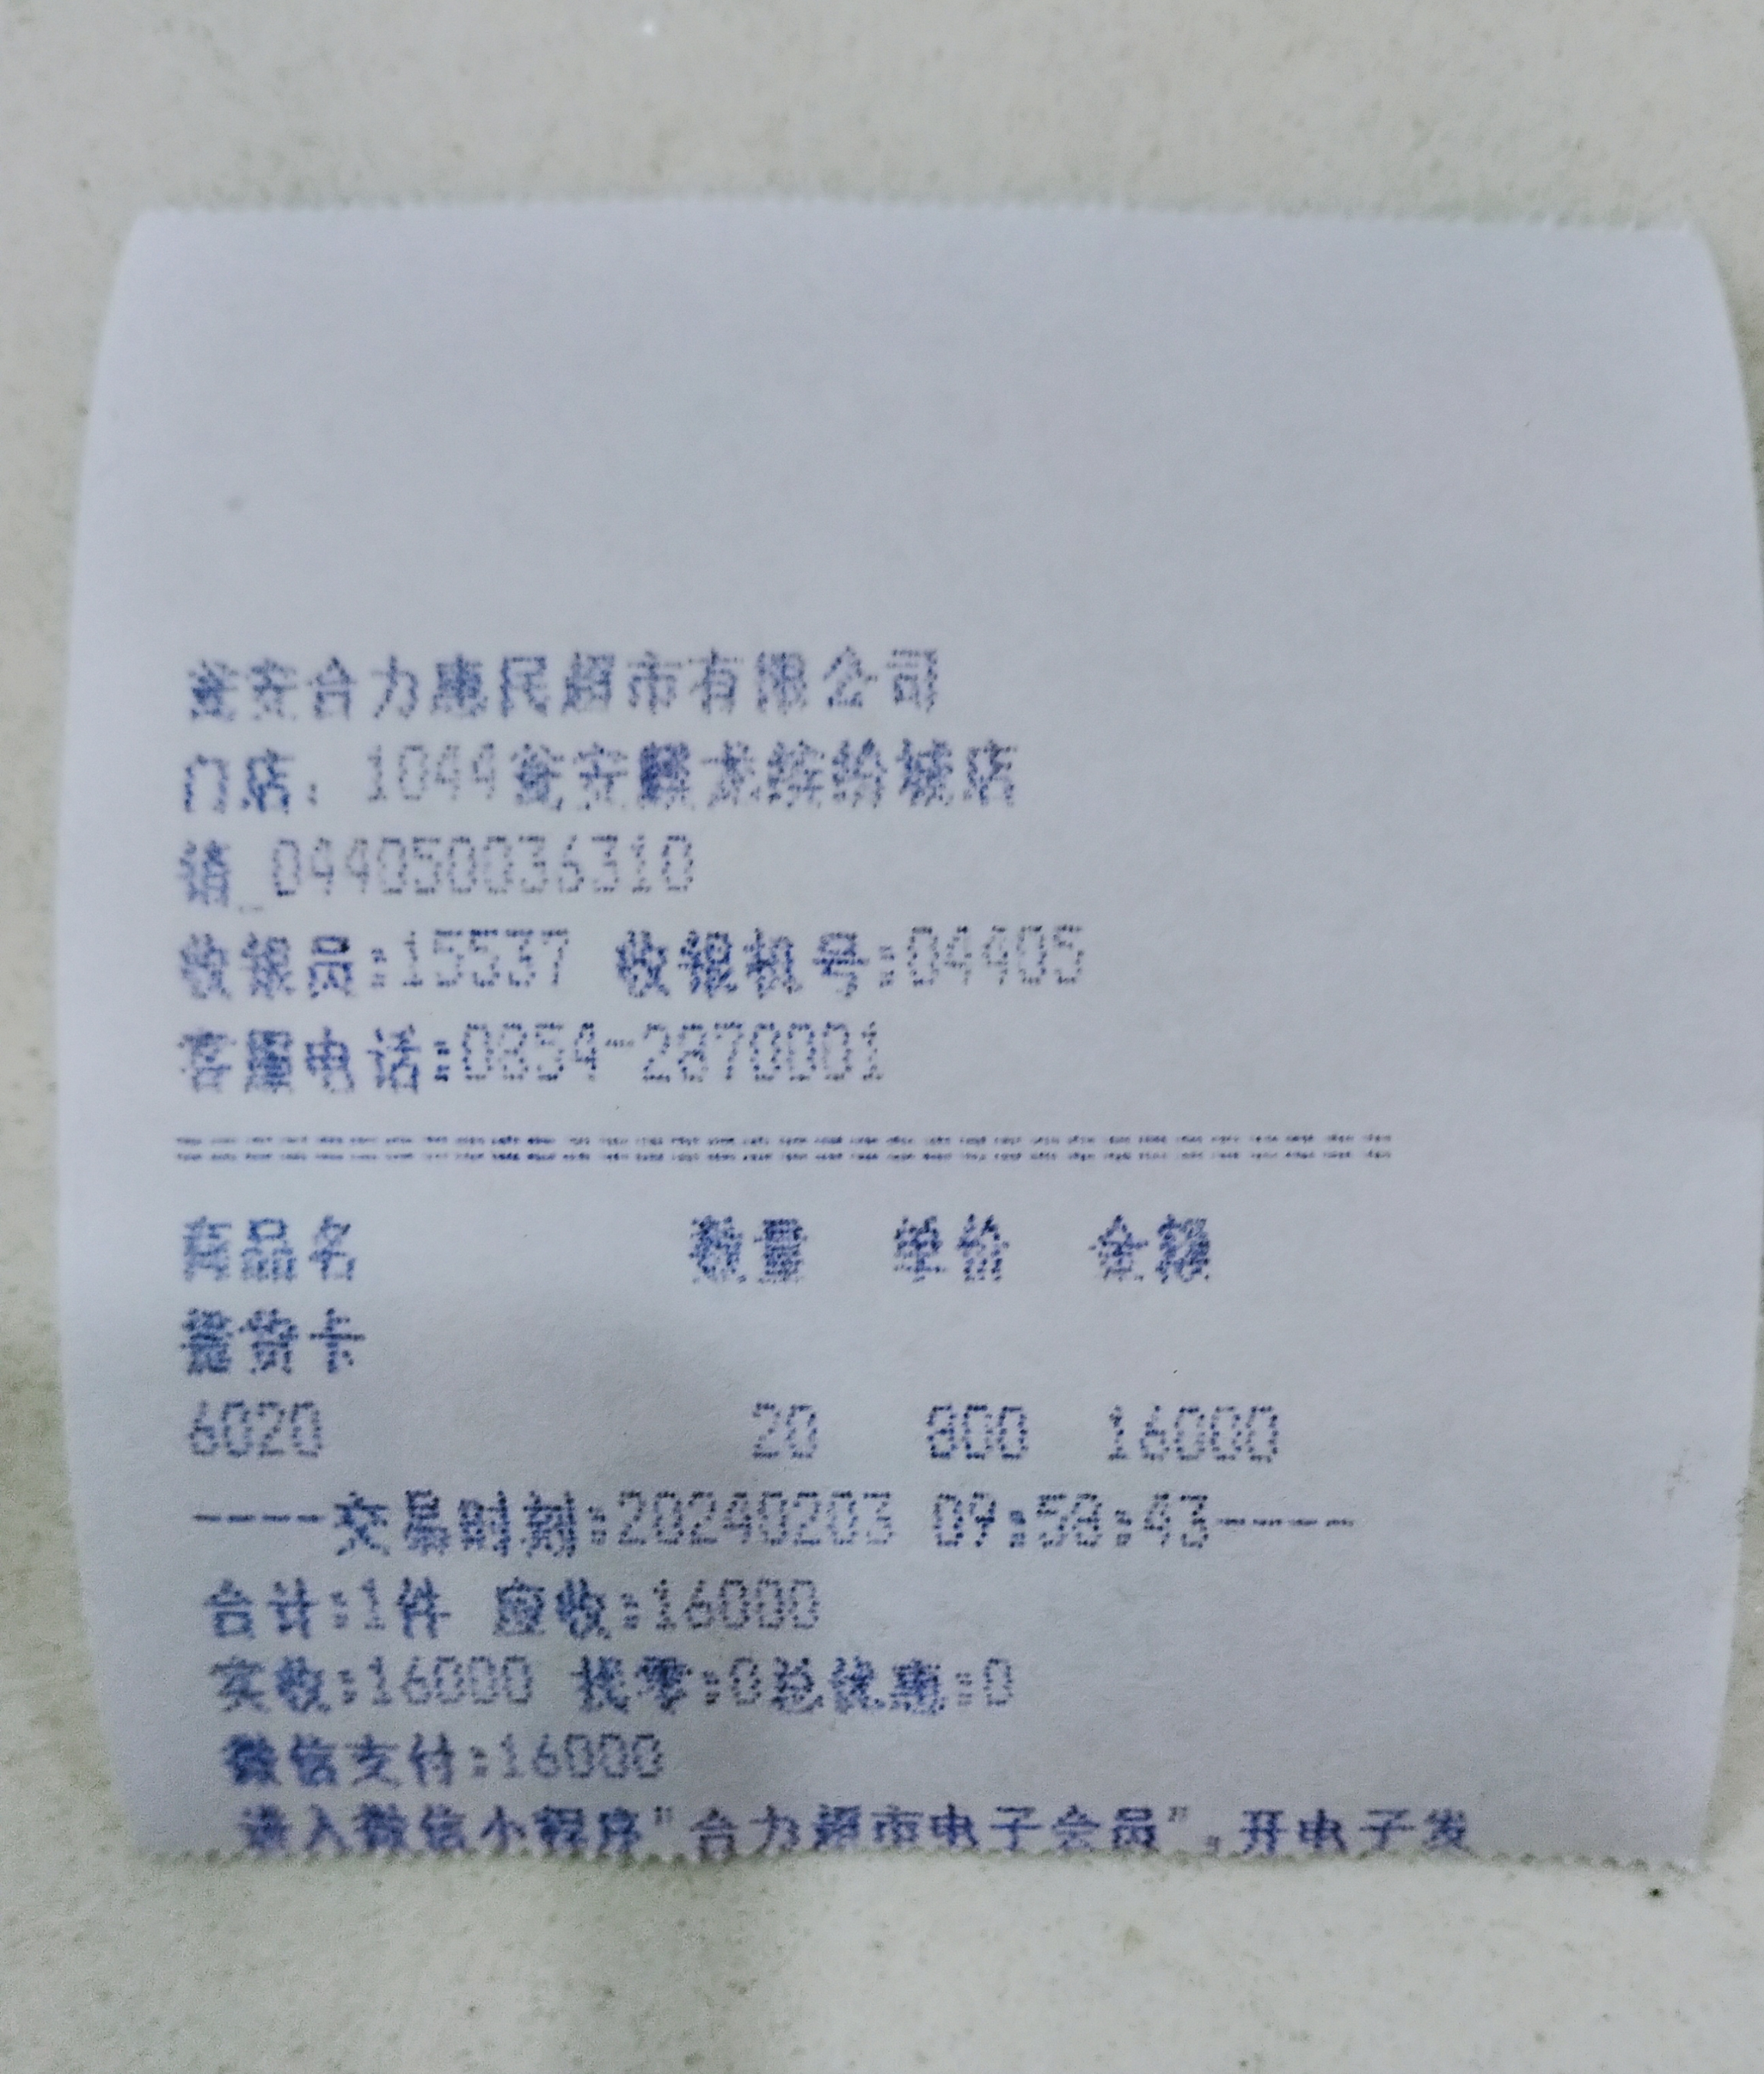 瓮安合力惠民超市有限公司
门店：1044瓮安麒龙缤纷城店
销_044050036310
收银员:15537 收银机号:04405
客服电话:0854-2870001
商品名 数量 单价 金额
提货卡
6020 20 800 16000
----交易时刻:20240203 09:58:43----
合计:1件 应收:16000
实收:16000 找零:0总优惠:0
微信支付:16000
进入微信小程序"合力超市电子会员",开电子发